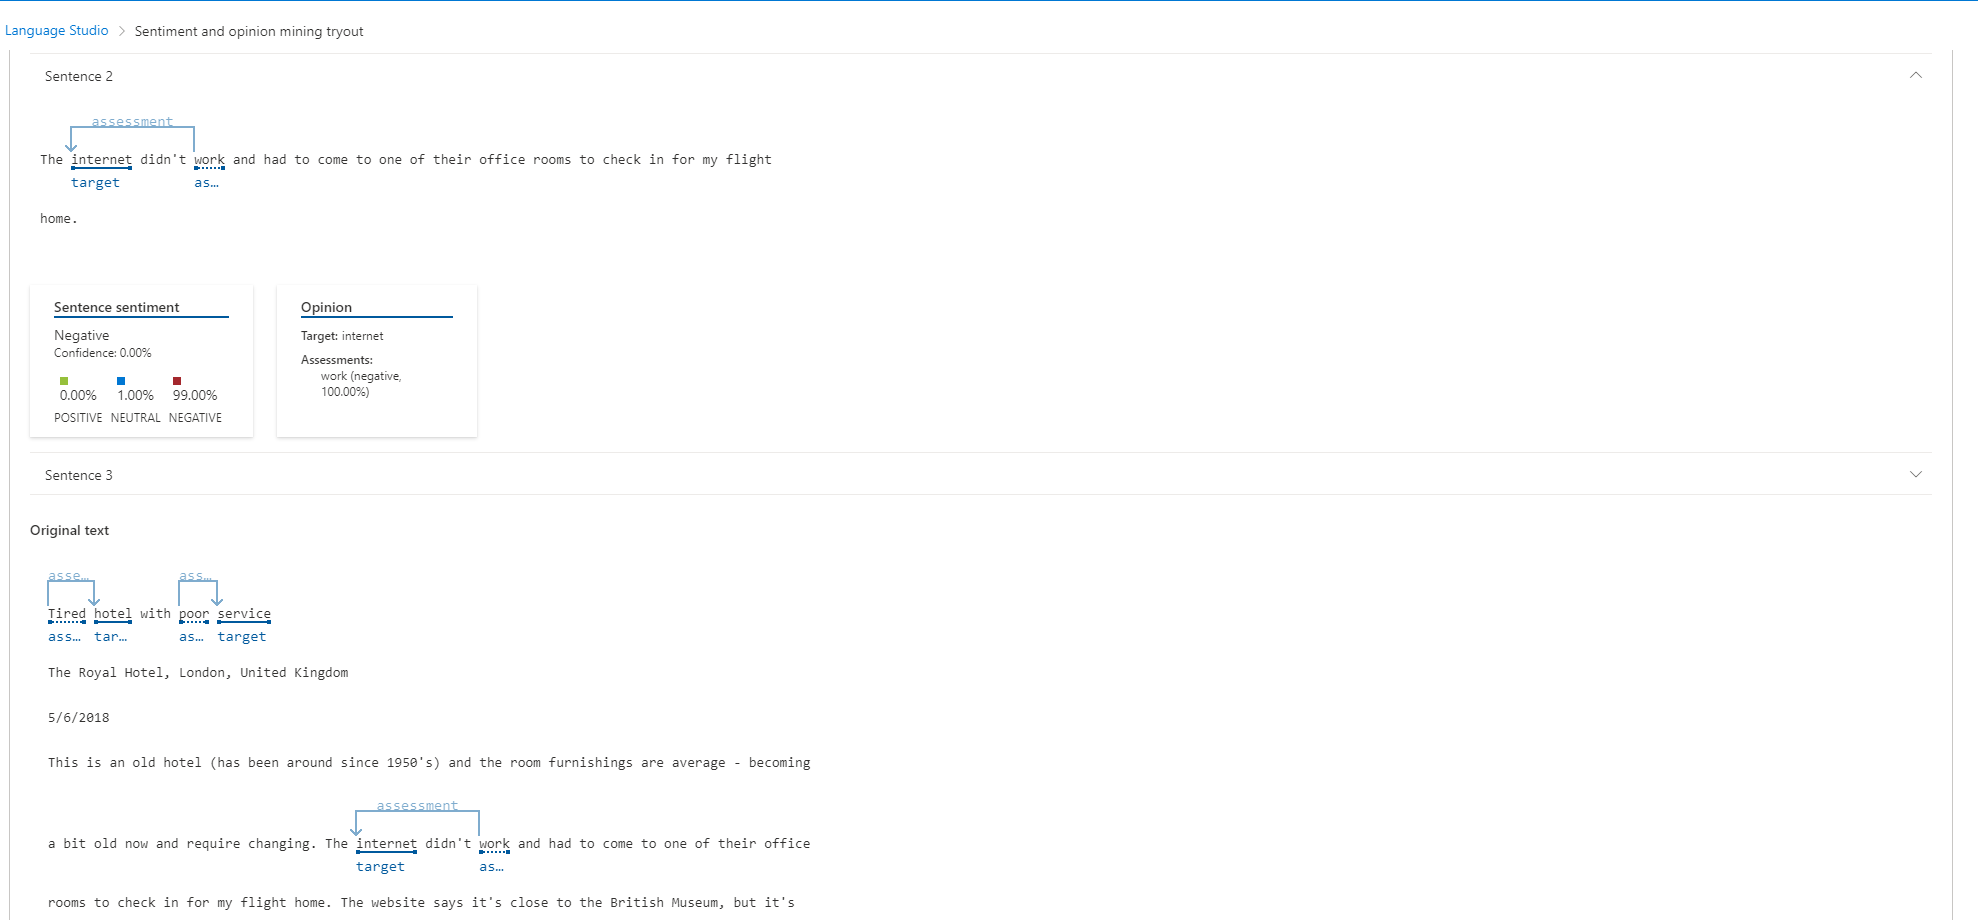 Language Studio > Sentiment and opinion mining tryout
Sentence 2
assessment
The internet didn't work and had to come to one of their office rooms to check in for my flight
target as…
home.
Sentence sentiment
Negative
Confidence: 0.00%
0.00% 1.00% 99.00%
POSITIVE NEUTRAL NEGATIVE
Opinion
Target: internet
Assessments:
work (negative,
100.00%)
Sentence 3
Original text
asse… ass…
Tired hotel with poor service
ass… tar… as… target
The Royal Hotel, London, United Kingdom
5/6/2018
This is an old hotel (has been around since 1950's) and the room furnishings are average - becoming
assessment
a bit old now and require changing. The internet didn't work and had to come to one of their office
target as…
rooms to check in for my flight home. The website says it's close to the British Museum, but it's